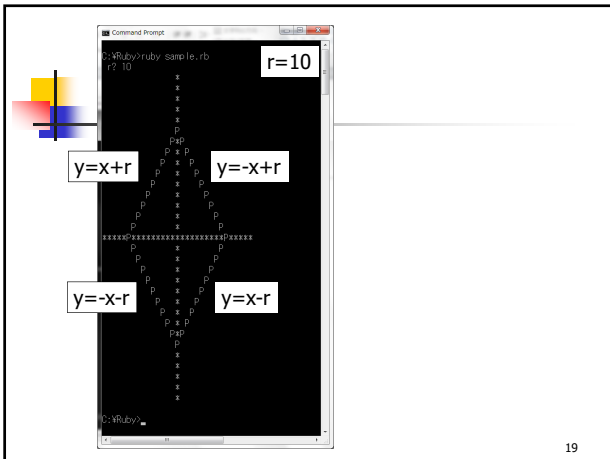 Command Prompt
C:¥Ruby>ruby sample.rb
r? 10
r=10
*
*
*
*
*
P
P*P
P * P
P  *  P
P   *   P
P    *    P
P     *     P
P      *      P
P       *       P
P        *        P
*****P*******************P*****
P        *        P
P       *       P
P      *      P
P     *     P
P    *    P
P   *   P
P  *  P
P * P
P*P
P
*
*
*
*
*
y=x+r
y=-x+r
y=-x-r
y=x-r
C:¥Ruby>_
19